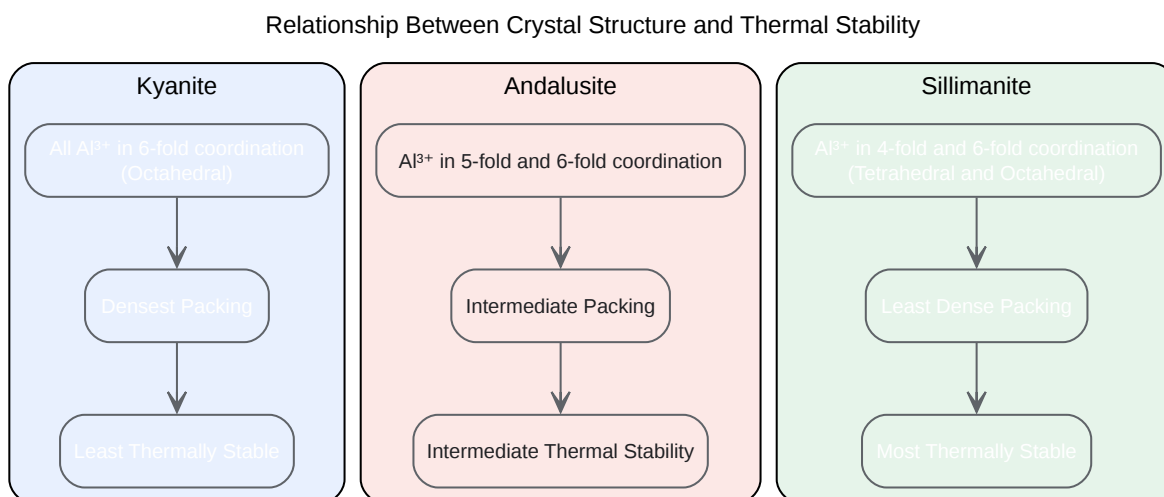 Relationship Between Crystal Structure and Thermal Stability
Kyanite
All Al³⁺ in 6-fold coordination
(Octahedral)
Densest Packing
Least Thermally Stable
Andalusite
Al³⁺ in 5-fold and 6-fold coordination
Intermediate Packing
Intermediate Thermal Stability
Sillimanite
Al³⁺ in 4-fold and 6-fold coordination
(Tetrahedral and Octahedral)
Least Dense Packing
Most Thermally Stable